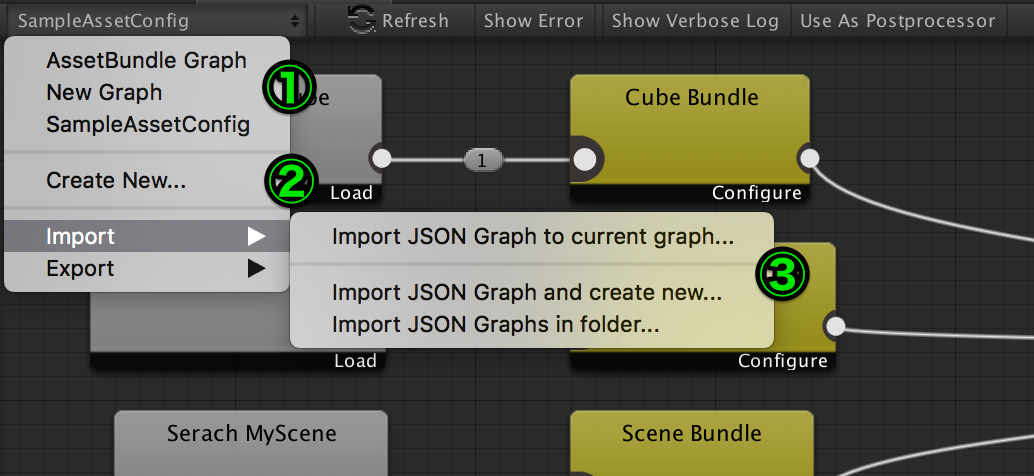 SampleAssetConfig
Refresh
Show Error
Show Verbose Log
Use As Postprocessor
AssetBundle Graph
New Graph
SampleAssetConfig
1
Create New...
2
Import
Export
Import JSON Graph to current graph...
Import JSON Graph and create new...
Import JSON Graphs in folder...
3
Load
1
Cube Bundle
Configure
Load
Configure
Serach MyScene
Scene Bundle